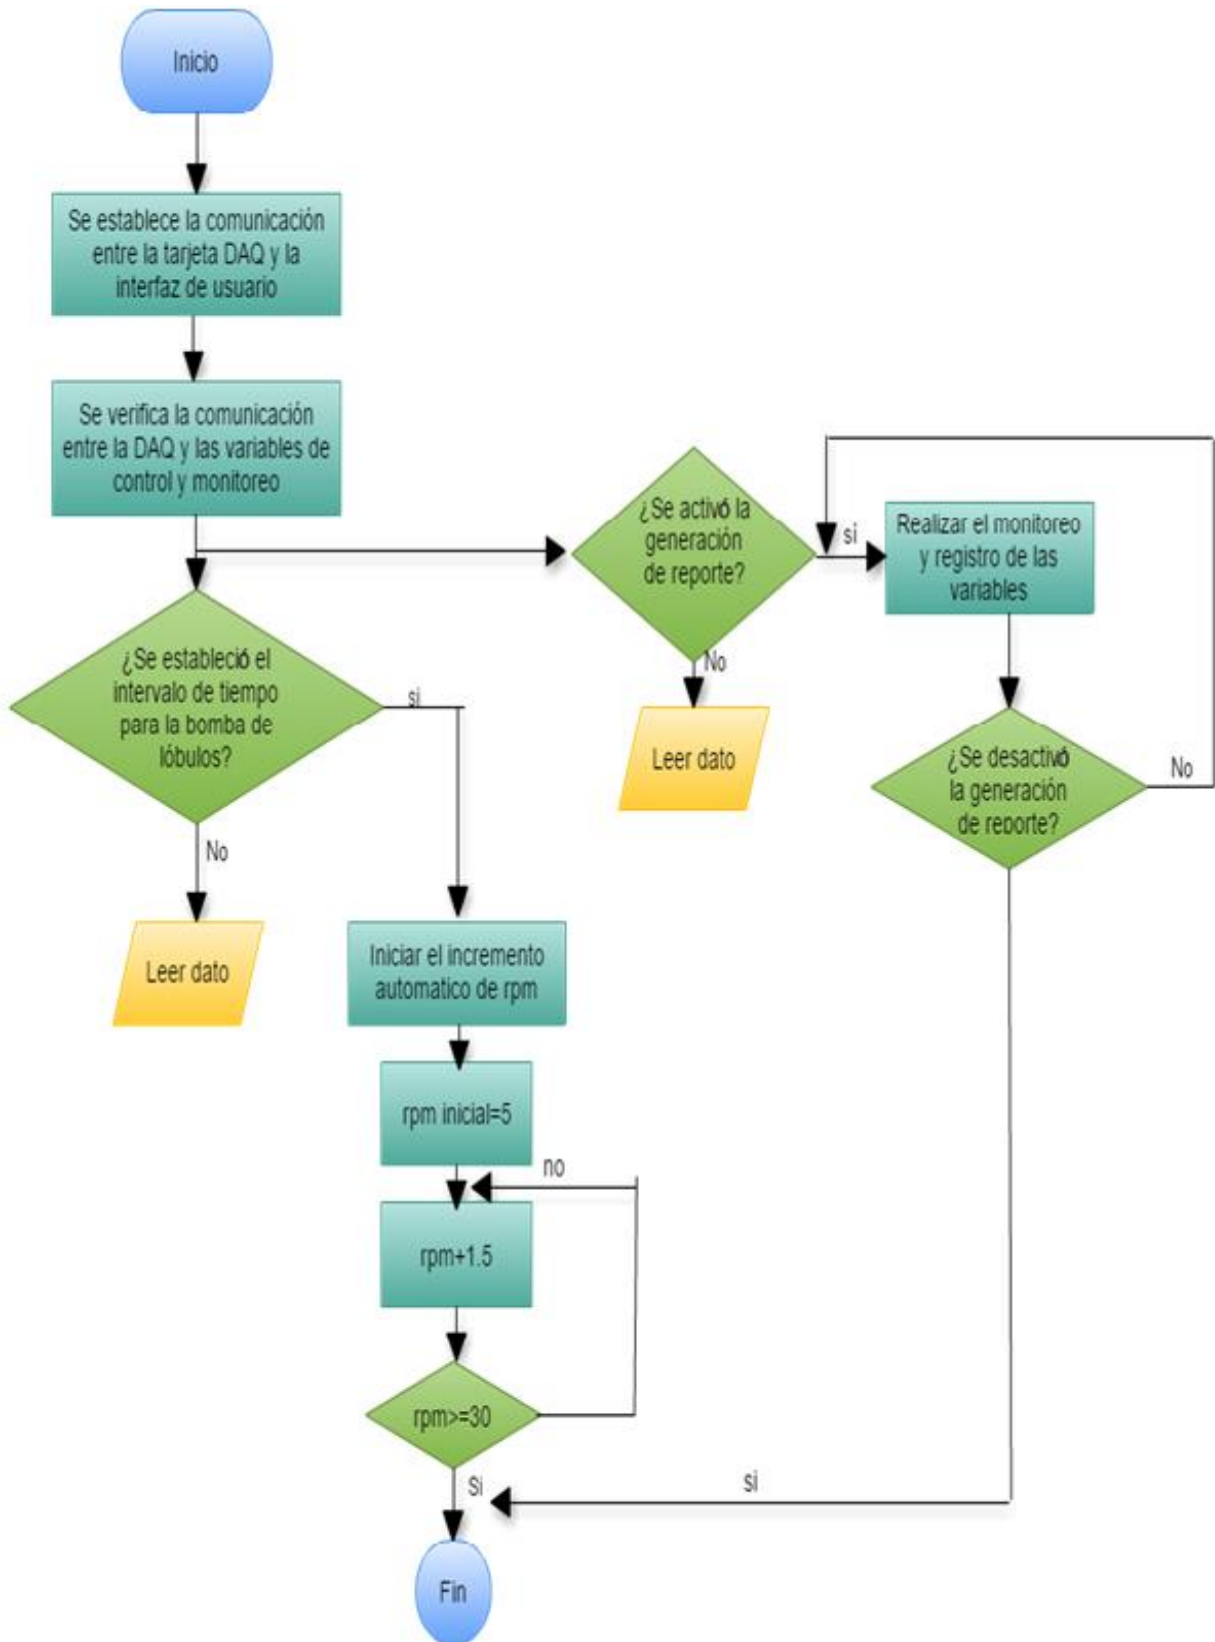 Inicio
Se establece la comunicación
entre la tarjeta DAQ y la
interfaz de usuario
Se verifica la comunicación
entre la DAQ y las variables de
control y monitoreo
¿Se activó la
generación
de reporte?
si
Realizar el monitoreo
y registro de las
variables
No
Leer dato
¿Se desactivó
la generación
de reporte?
No
¿Se estableció el
intervalo de tiempo
para la bomba de
lóbulos?
si
No
Leer dato
Iniciar el incremento
automatico de rpm
rpm inicial=5
no
rpm+1.5
rpm>=30
Si
si
Fin